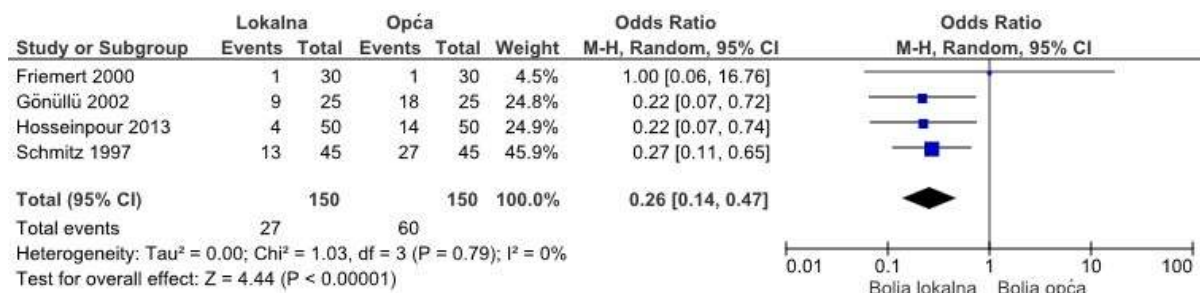 Lokalna Opća Odds Ratio Odds Ratio
Study or Subgroup Events Total Events Total Weight M-H, Random, 95% CI M-H, Random, 95% CI
Friemert 2000 1 30 1 30 4.5% 1.00 [0.06, 16.76]
Gönüllü 2002 9 25 18 25 24.8% 0.22 [0.07, 0.72]
Hosseinpour 2013 4 50 14 50 24.9% 0.22 [0.07, 0.74]
Schmitz 1997 13 45 27 45 45.9% 0.27 [0.11, 0.65]
Total (95% CI) 150 150 100.0% 0.26 [0.14, 0.47]
Total events 27 60
Heterogeneity: Tau² = 0.00; Chi² = 1.03, df = 3 (P = 0.79); I² = 0%
Test for overall effect: Z = 4.44 (P < 0.00001)
0.01 0.1 1 10 100
Bolja lokalna Bolja opća